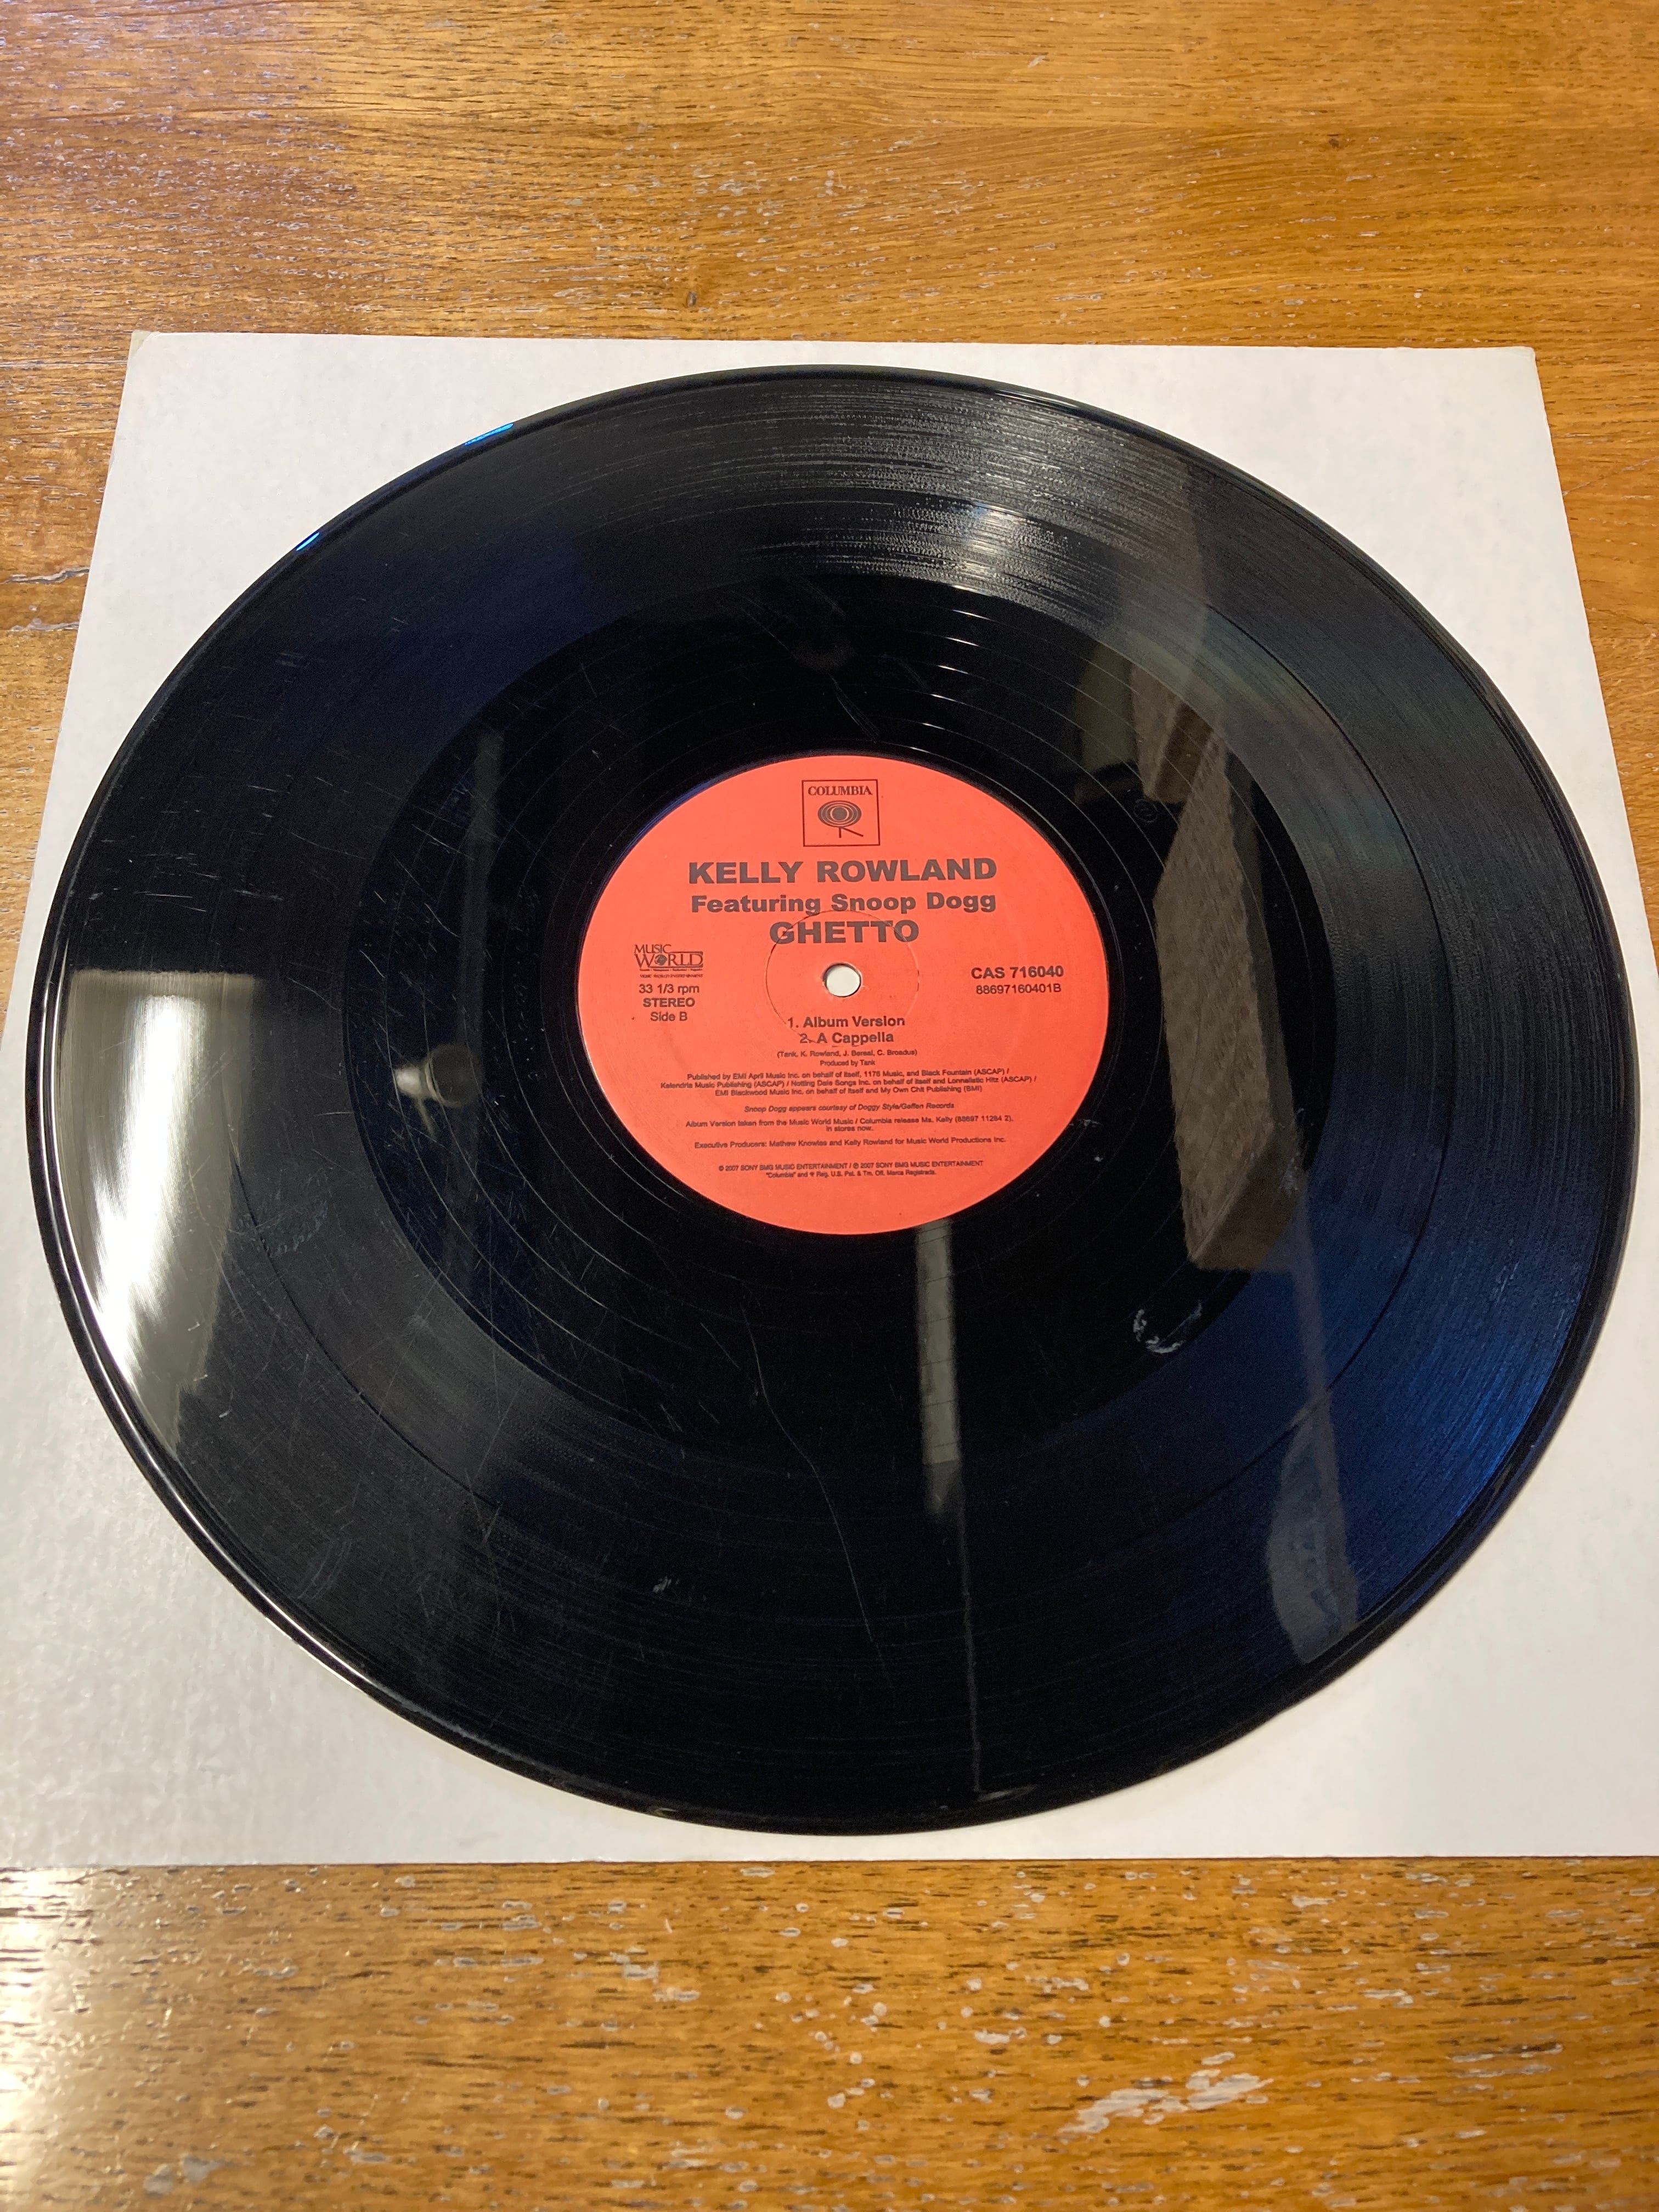 COLUMBIA
KELLY ROWLAND
Featuring Snoop Dogg
GHETTO
MUSIC
WORLD
33 1/3 rpm
STEREO
Side B
CAS 716040
88697160401B
1. Album Version
2. A Cappella
(Tank, K. Rowland, J. Bereal, C. Broadus)
Produced by Tank
Published by EMI April Music Inc. on behalf of itself, 1176 Music, and Black Fountain (ASCAP) /
Kelendria Music Publishing (ASCAP) / Notting Dale Songs Inc. on behalf of itself and Lonnalistic Hitz (ASCAP) /
EMI Blackwood Music Inc. on behalf of itself and My Own Chit Publishing (BMI)
Snoop Dogg appears courtesy of Doggy Style/Geffen Records
Album Version taken from the Music World Music / Columbia release Ms. Kelly (88697 11284 2),
in stores now.
Executive Producers: Mathew Knowles and Kelly Rowland for Music World Productions Inc.
© 2007 SONY BMG MUSIC ENTERTAINMENT / ℗ 2007 SONY BMG MUSIC ENTERTAINMENT
"Columbia" and Reg. U.S. Pat. & Tm. Off. Marca Registrada.